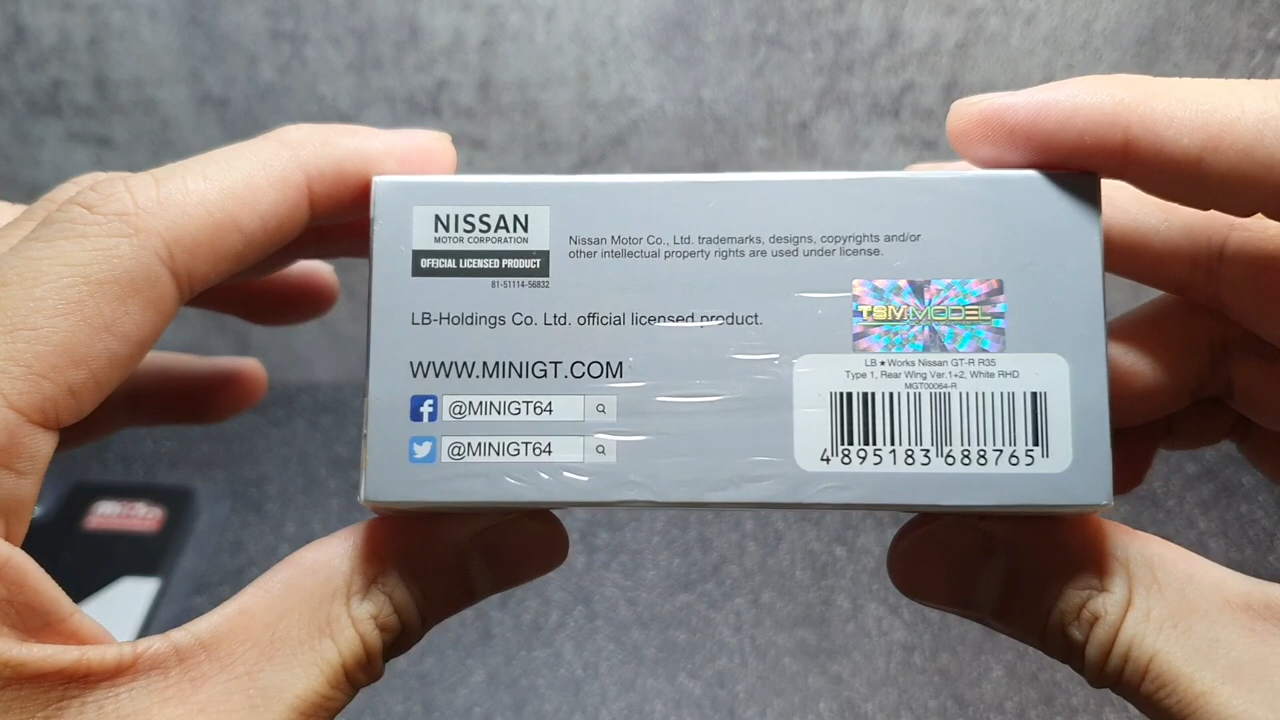 NISSAN
MOTOR CORPORATION
OFFICIAL LICENSED PRODUCT
81-51114-56832
Nissan Motor Co., Ltd. trademarks, designs, copyrights and/or
other intellectual property rights are used under license.
LB-Holdings Co. Ltd. official licensed product.
WWW.MINIGT.COM
@MINIGT64
@MINIGT64
TSM MODEL
LB★Works Nissan GT-R R35
Type 1, Rear Wing Ver.1+2, White RHD
MGT00064-R
4 895183 688765